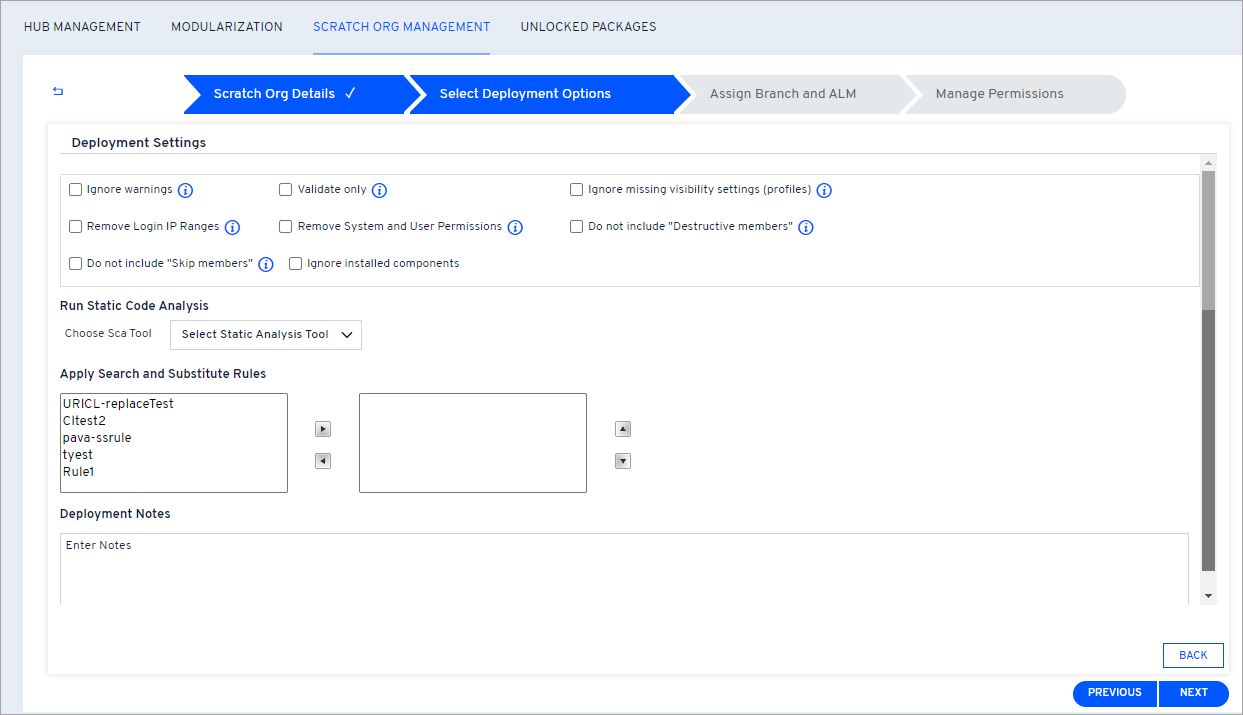 HUB MANAGEMENT MODULARIZATION SCRATCH ORG MANAGEMENT UNLOCKED PACKAGES
Scratch Org Details ✓ Select Deployment Options Assign Branch and ALM Manage Permissions
Deployment Settings
Ignore warnings Validate only Ignore missing visibility settings (profiles)
Remove Login IP Ranges Remove System and User Permissions Do not include "Destructive members"
Do not include "Skip members" Ignore installed components
Run Static Code Analysis
Choose Sca Tool Select Static Analysis Tool
Apply Search and Substitute Rules
URICL-replaceTest
CItest2
pava-ssrule
tyest
Rule1
Deployment Notes
Enter Notes
BACK
PREVIOUS NEXT